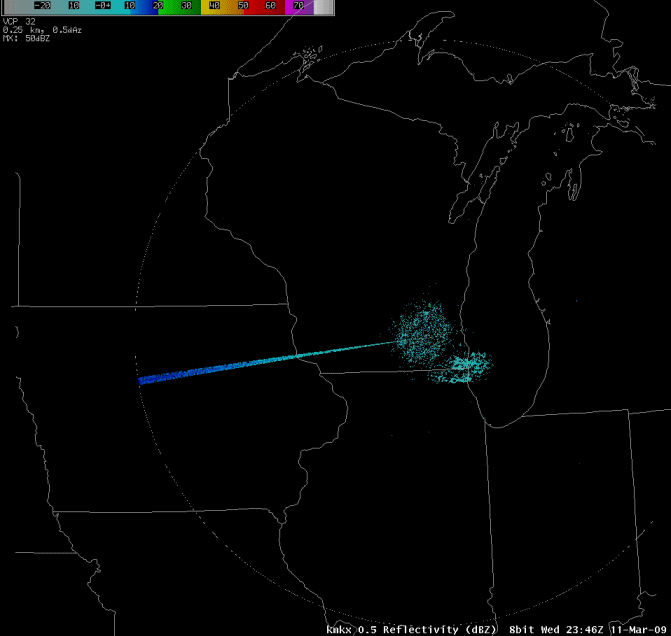 -20 10 -0+ 10 20 30 40 50 60 70
VCP 32
0.25 km, 0.5dAz
MX: 50dBZ
kmkx 0.5 Reflectivity (dBZ) 8bit Wed 23:46Z 11-Mar-09